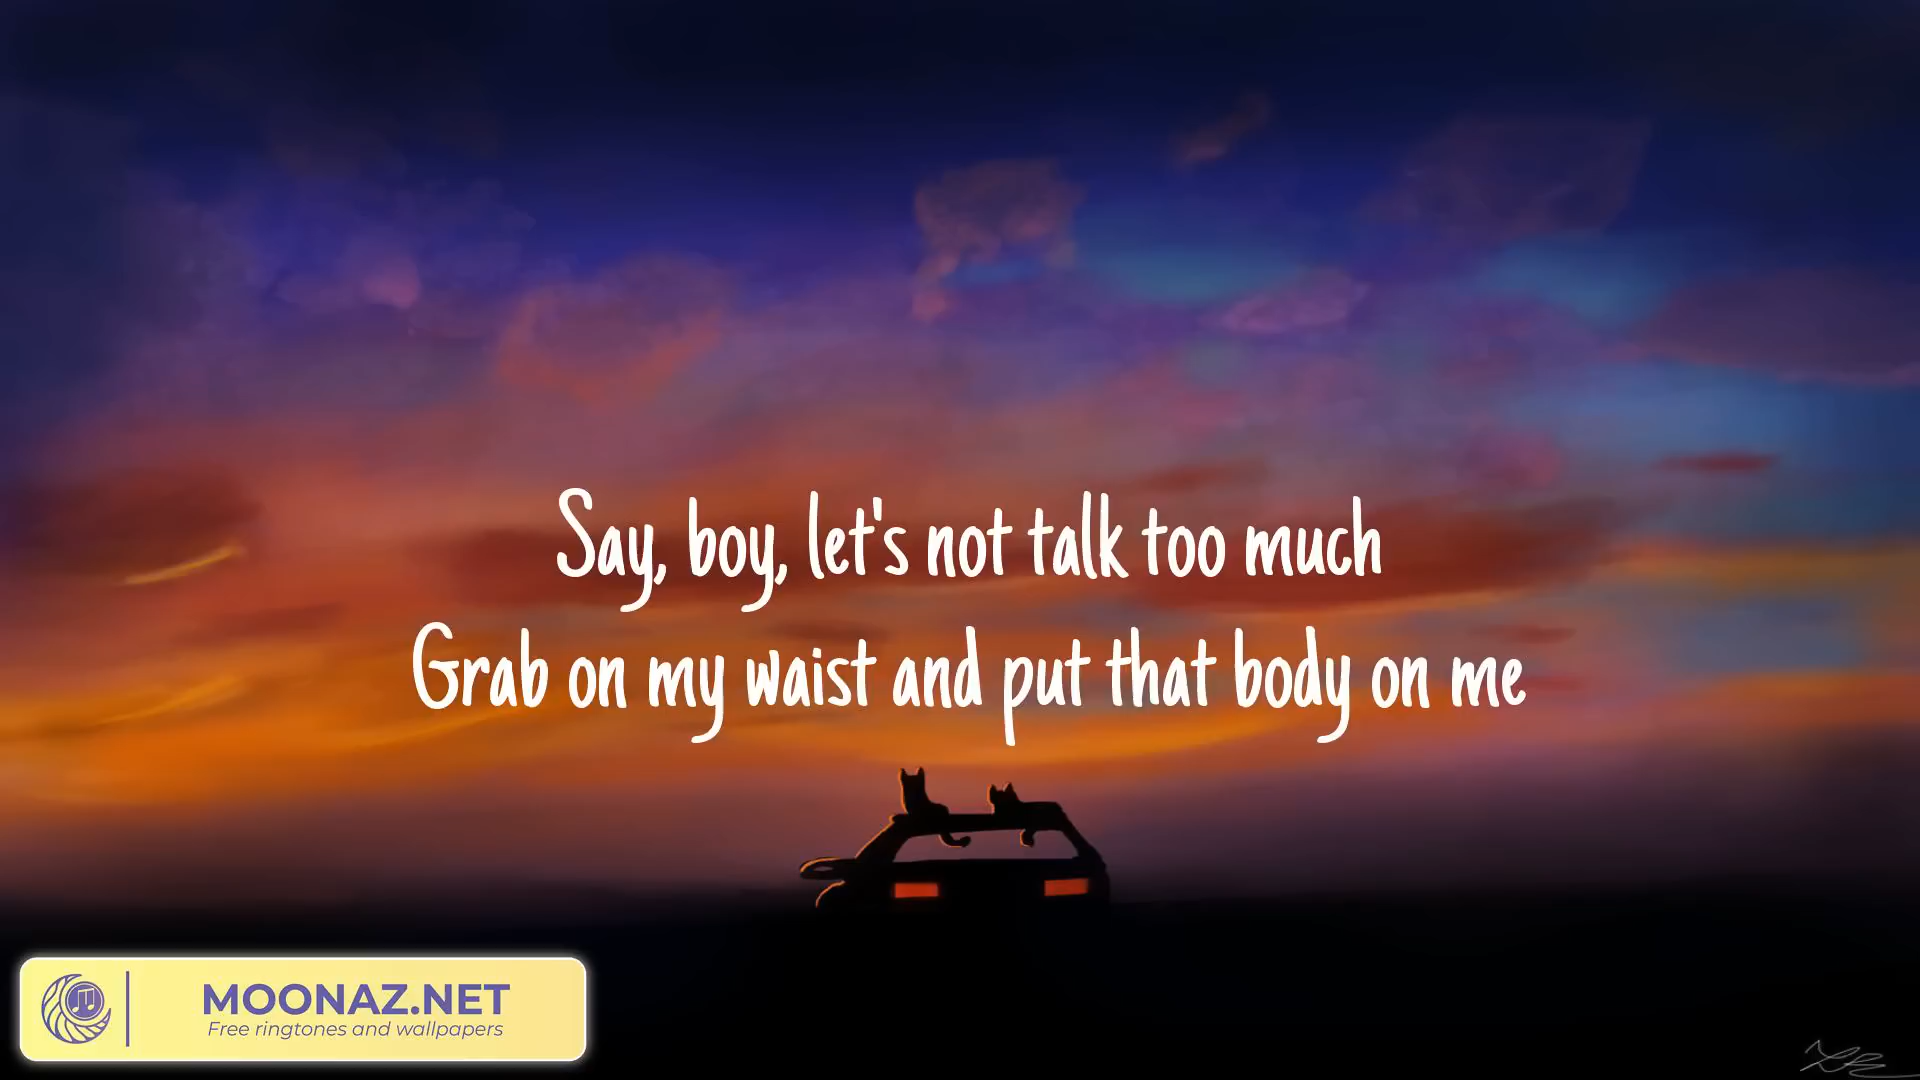 Say, boy, let's not talk too much
Grab on my waist and put that body on me
MOONAZ.NET
Free ringtones and wallpapers